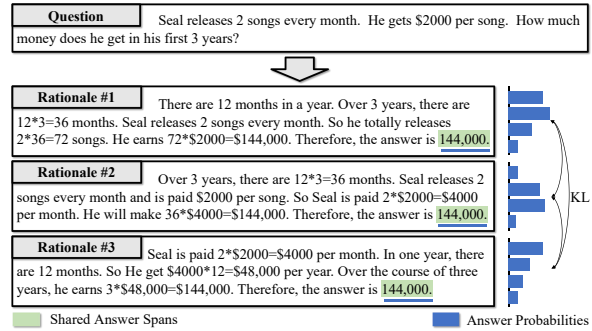 Question
Seal releases 2 songs every month. He gets $2000 per song. How much
money does he get in his first 3 years?
Rationale #1
There are 12 months in a year. Over 3 years, there are
12*3=36 months. Seal releases 2 songs every month. So he totally releases
2*36=72 songs. He earns 72*$2000=$144,000. Therefore, the answer is 144,000.
Rationale #2
Over 3 years, there are 12*3=36 months. Seal releases 2
songs every month and is paid $2000 per song. So Seal is paid 2*$2000=$4000
per month. He will make 36*$4000=$144,000. Therefore, the answer is 144,000.
KL
Rationale #3
Seal is paid 2*$2000=$4000 per month. In one year, there
are 12 months. So He get $4000*12=$48,000 per year. Over the course of three
years, he earns 3*$48,000=$144,000. Therefore, the answer is 144,000.
Shared Answer Spans
Answer Probabilities